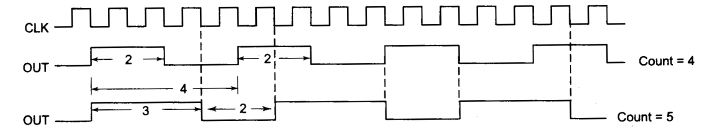 CLK
OUT
2
2
Count = 4
4
OUT
3
2
Count = 5